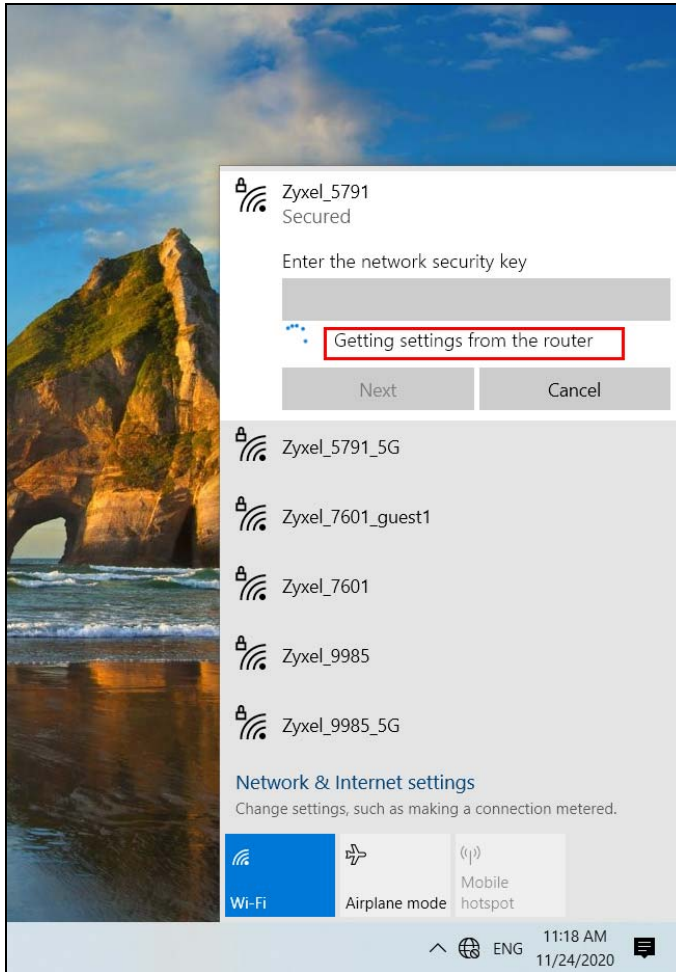 Zyxel_5791
Secured
Enter the network security key
Getting settings from the router
Next
Cancel
Zyxel_5791_5G
Zyxel_7601_guest1
Zyxel_7601
Zyxel_9985
Zyxel_9985_5G
Network & Internet settings
Change settings, such as making a connection metered.
Wi-Fi
Airplane mode
Mobile
hotspot
ENG
11:18 AM
11/24/2020